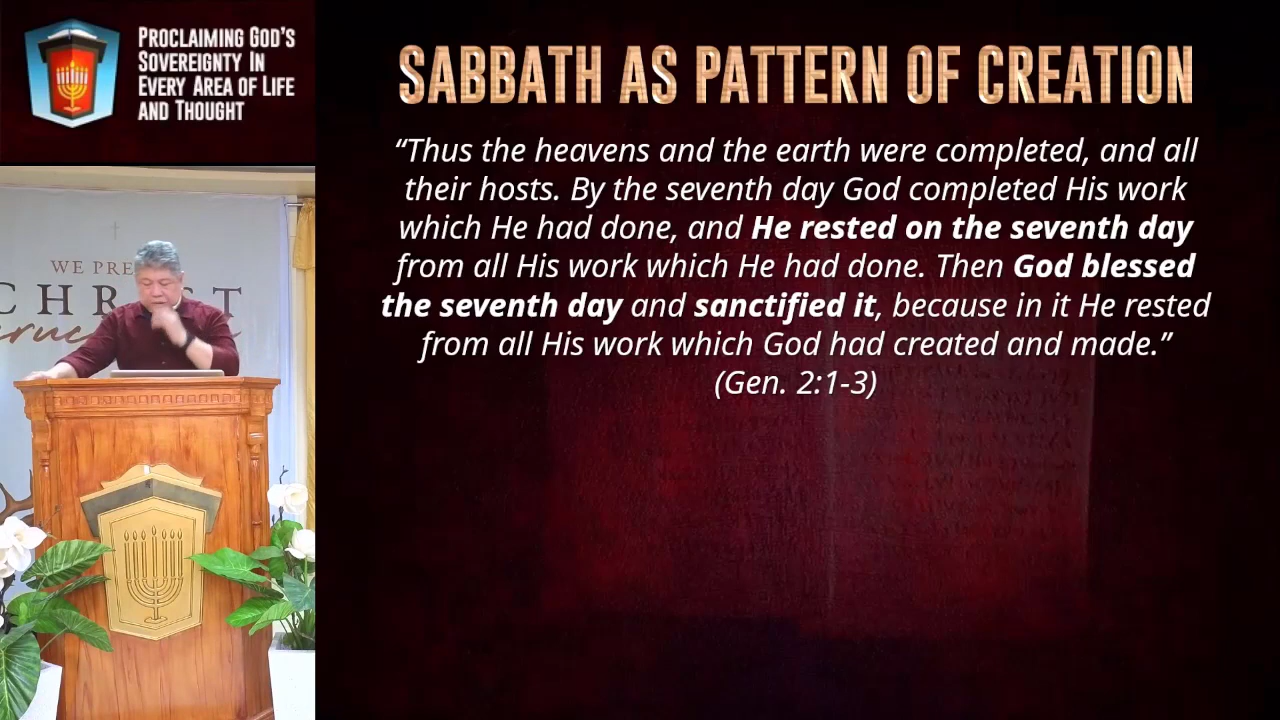 PROCLAIMING GOD'S
SOVEREIGNTY IN
EVERY AREA OF LIFE
AND THOUGHT
SABBATH AS PATTERN OF CREATION
“Thus the heavens and the earth were completed, and all
their hosts. By the seventh day God completed His work
which He had done, and He rested on the seventh day
from all His work which He had done. Then God blessed
the seventh day and sanctified it, because in it He rested
from all His work which God had created and made.”
(Gen. 2:1-3)
WE PRE
CHRIST